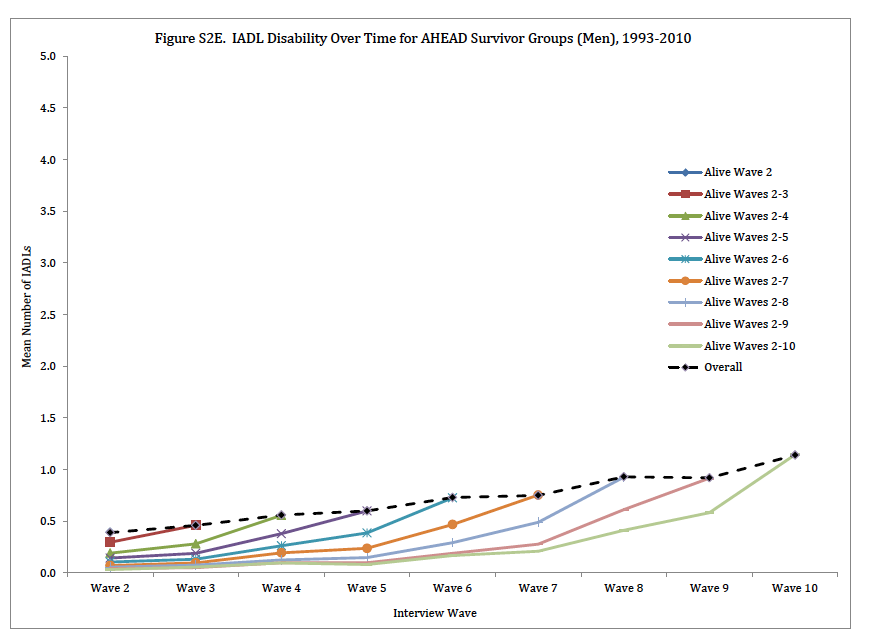 Figure S2E. IADL Disability Over Time for AHEAD Survivor Groups (Men), 1993-2010
5.0
4.5
4.0
3.5
3.0
2.5
2.0
1.5
1.0
0.5
0.0
Mean Number of IADLs
Alive Wave 2
Alive Waves 2-3
Alive Waves 2-4
Alive Waves 2-5
Alive Waves 2-6
Alive Waves 2-7
Alive Waves 2-8
Alive Waves 2-9
Alive Waves 2-10
Overall
Wave 2 Wave 3 Wave 4 Wave 5 Wave 6 Wave 7 Wave 8 Wave 9 Wave 10
Interview Wave